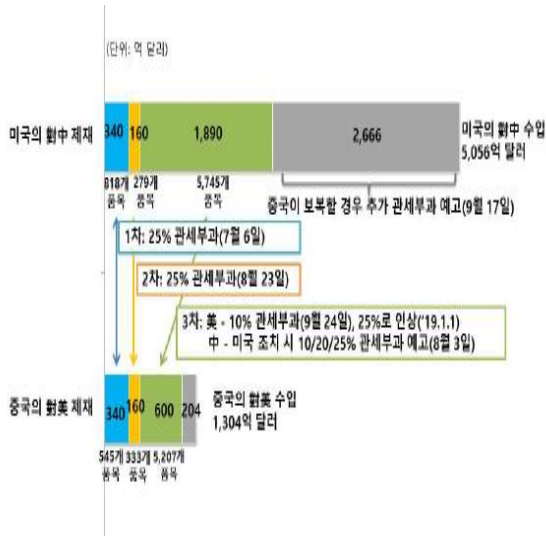 (단위: 억 달러)
미국의 對中 제재
340
160
1,890
2,666
미국의 對中 수입
5,056억 달러
818개
품목
279개
품목
5,745개
품목
중국이 보복할 경우 추가 관세부과 예고(9월 17일)
1차: 25% 관세부과(7월 6일)
2차: 25% 관세부과(8월 23일)
3차: 美 - 10% 관세부과(9월 24일), 25%로 인상('19.1.1)
中 - 미국 조치 시 10/20/25% 관세부과 예고(8월 3일)
중국의 對美 제재
340
160
600
204
중국의 對美 수입
1,304억 달러
545개
품목
333개
품목
5,207개
품목